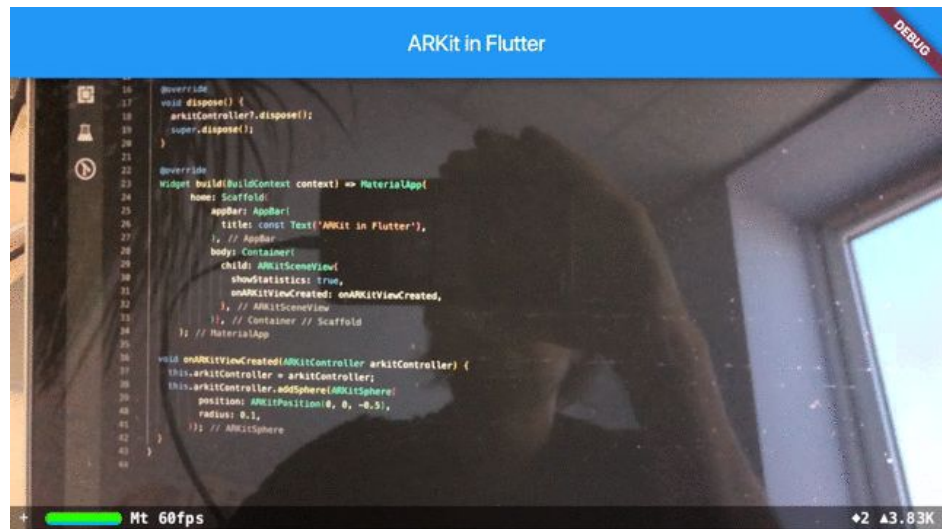 ARKit in Flutter
DEBUG
16 @override
17 void dispose() {
18 arkitController?.dispose();
19 super.dispose();
20 }
21
22 @override
23 Widget build(BuildContext context) => MaterialApp(
24 home: Scaffold(
25 appBar: AppBar(
26 title: const Text('ARKit in Flutter'),
27 ), // AppBar
28 body: Container(
29 child: ARKitSceneView(
30 showStatistics: true,
31 onARKitViewCreated: onARKitViewCreated,
32 ), // ARKitSceneView
33 )), // Container // Scaffold
34 ); // MaterialApp
35
36 void onARKitViewCreated(ARKitController arkitController) {
37 this.arkitController = arkitController;
38 this.arkitController.addSphere(ARKitSphere(
39 position: ARKitPosition(0, 0, -0.5),
40 radius: 0.1,
41 )); // ARKitSphere
42 }
43 }
44
+ Mt 60fps ◆2 ▲3.83K